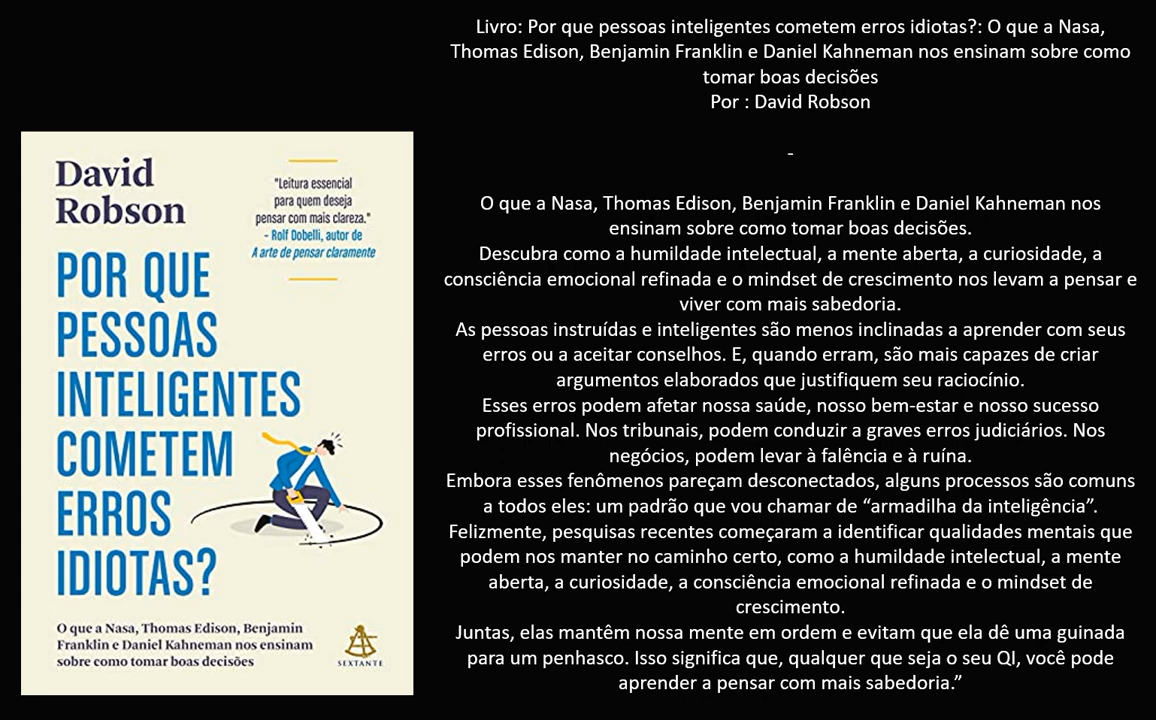 Livro: Por que pessoas inteligentes cometem erros idiotas?: O que a Nasa,
Thomas Edison, Benjamin Franklin e Daniel Kahneman nos ensinam sobre como
tomar boas decisões
Por : David Robson
-
O que a Nasa, Thomas Edison, Benjamin Franklin e Daniel Kahneman nos
ensinam sobre como tomar boas decisões.
Descubra como a humildade intelectual, a mente aberta, a curiosidade, a
consciência emocional refinada e o mindset de crescimento nos levam a pensar e
viver com mais sabedoria.
As pessoas instruídas e inteligentes são menos inclinadas a aprender com seus
erros ou a aceitar conselhos. E, quando erram, são mais capazes de criar
argumentos elaborados que justifiquem seu raciocínio.
Esses erros podem afetar nossa saúde, nosso bem-estar e nosso sucesso
profissional. Nos tribunais, podem conduzir a graves erros judiciários. Nos
negócios, podem levar à falência e à ruína.
Embora esses fenômenos pareçam desconectados, alguns processos são comuns
a todos eles: um padrão que vou chamar de “armadilha da inteligência”.
Felizmente, pesquisas recentes começaram a identificar qualidades mentais que
podem nos manter no caminho certo, como a humildade intelectual, a mente
aberta, a curiosidade, a consciência emocional refinada e o mindset de
crescimento.
Juntas, elas mantêm nossa mente em ordem e evitam que ela dê uma guinada
para um penhasco. Isso significa que, qualquer que seja o seu QI, você pode
aprender a pensar com mais sabedoria.”
David
Robson
"Leitura essencial
para quem deseja
pensar com mais clareza."
- Rolf Dobelli, autor de
A arte de pensar claramente
POR QUE
PESSOAS
INTELIGENTES
COMETEM
ERROS
IDIOTAS?
O que a Nasa, Thomas Edison, Benjamin
Franklin e Daniel Kahneman nos ensinam
sobre como tomar boas decisões
SEXTANTE